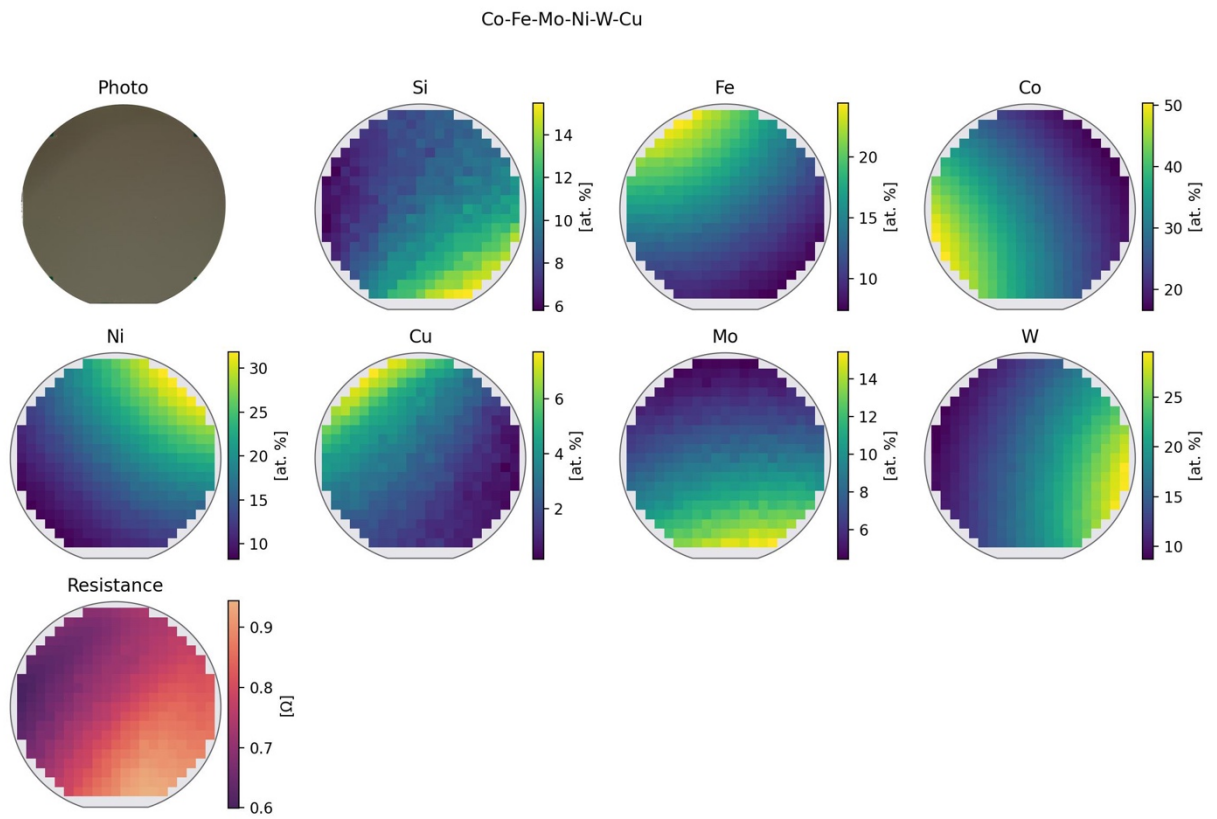 Co-Fe-Mo-Ni-W-Cu
Photo
Si
14
12
10
8
6
[at. %]
Fe
20
15
10
[at. %]
Co
50
40
30
20
[at. %]
Ni
30
25
20
15
10
[at. %]
Cu
6
4
2
[at. %]
Mo
14
12
10
8
6
[at. %]
W
25
20
15
10
[at. %]
Resistance
0.9
0.8
0.7
0.6
[Ω]